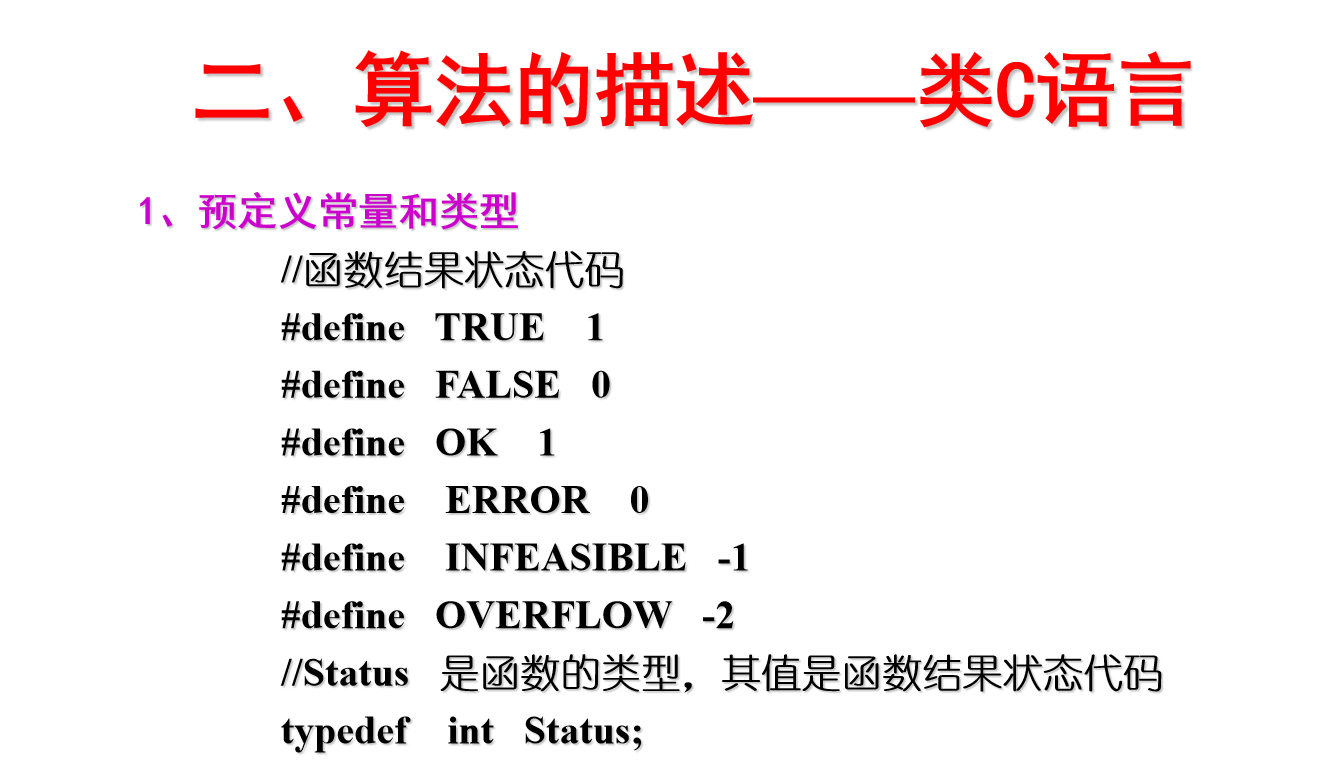 二、算法的描述——类C语言
1、预定义常量和类型
//函数结果状态代码
#define TRUE 1
#define FALSE 0
#define OK 1
#define ERROR 0
#define INFEASIBLE -1
#define OVERFLOW -2
//Status 是函数的类型，其值是函数结果状态代码
typedef int Status;